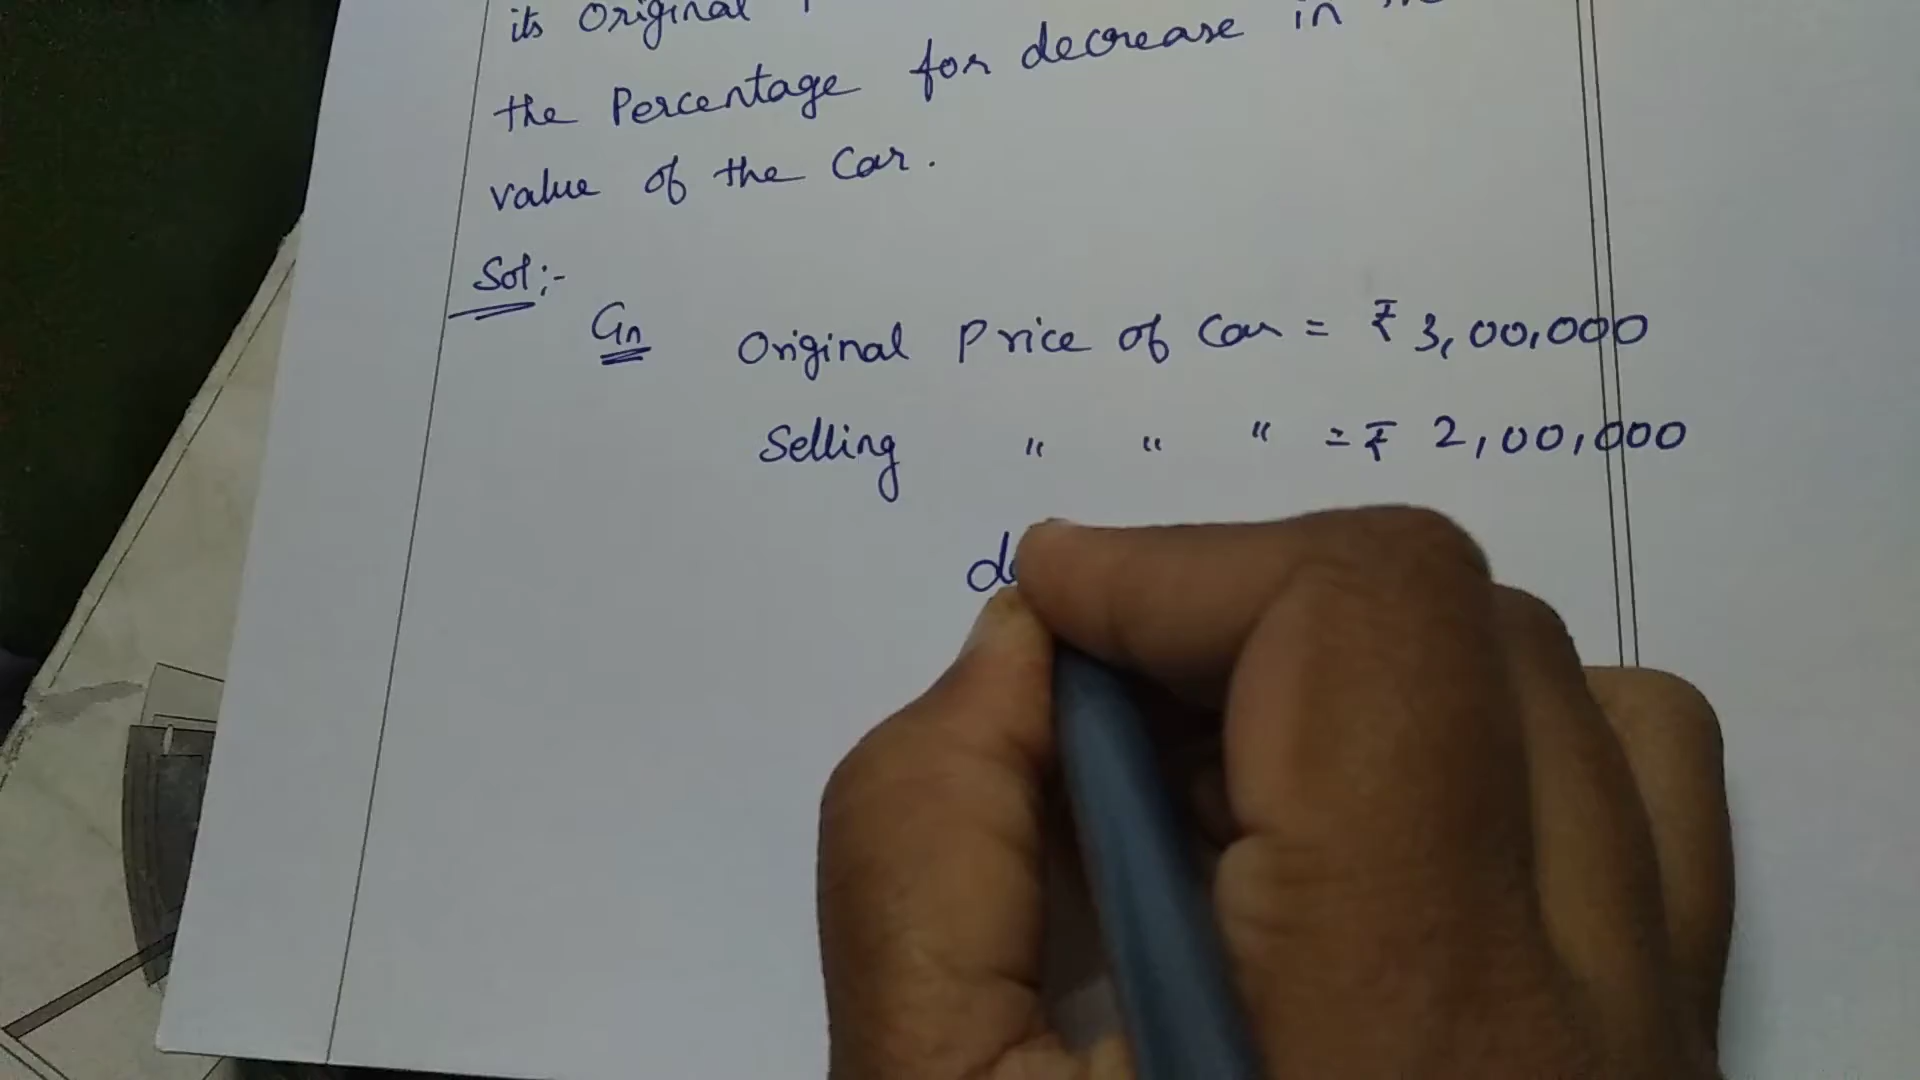 its Original
the Percentage for decrease in
value of the Car.
Sol:-
Gn Original Price of Car = ₹ 3,00,000
Selling " " " = ₹ 2,00,000
de